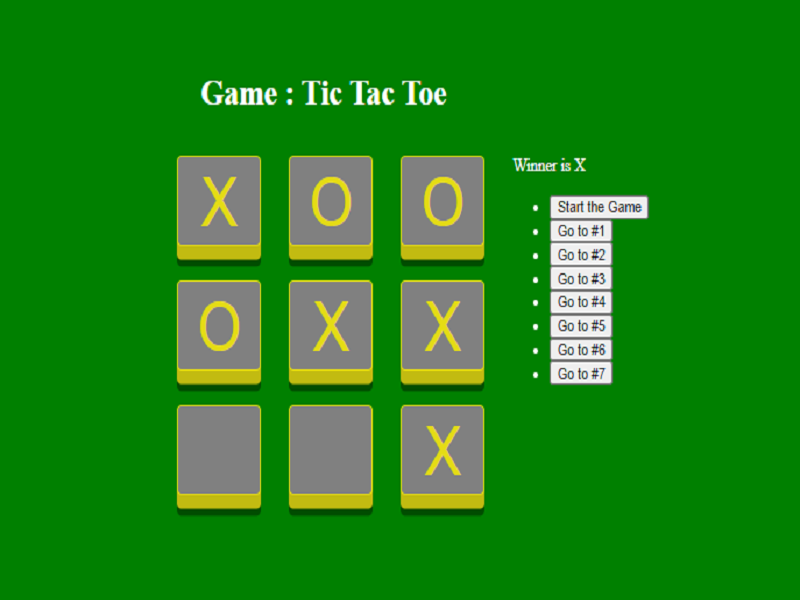 Game : Tic Tac Toe
X O O
O X X
X
Winner is X
Start the Game
Go to #1
Go to #2
Go to #3
Go to #4
Go to #5
Go to #6
Go to #7